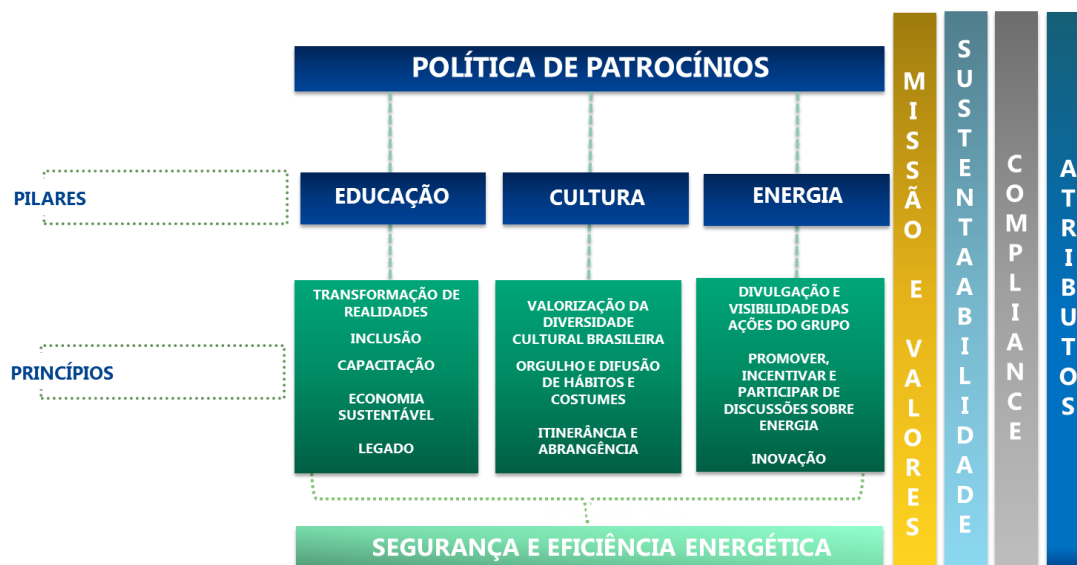 POLÍTICA DE PATROCÍNIOS
PILARES
EDUCAÇÃO
CULTURA
ENERGIA
PRINCÍPIOS
TRANSFORMAÇÃO DE
REALIDADES
INCLUSÃO
CAPACITAÇÃO
ECONOMIA
SUSTENTÁVEL
LEGADO
VALORIZAÇÃO DA
DIVERSIDADE
CULTURAL BRASILEIRA
ORGULHO E DIFUSÃO
DE HÁBITOS E
COSTUMES
ITINERÂNCIA E
ABRANGÊNCIA
DIVULGAÇÃO E
VISIBILIDADE DAS
AÇÕES DO GRUPO
PROMOVER,
INCENTIVAR E
PARTICIPAR DE
DISCUSSÕES SOBRE
ENERGIA
INOVAÇÃO
SEGURANÇA E EFICIÊNCIA ENERGÉTICA
MISSÃO E VALORES
SUSTENTAABILIDADE
COMPLIANCE
ATRIBUTOS